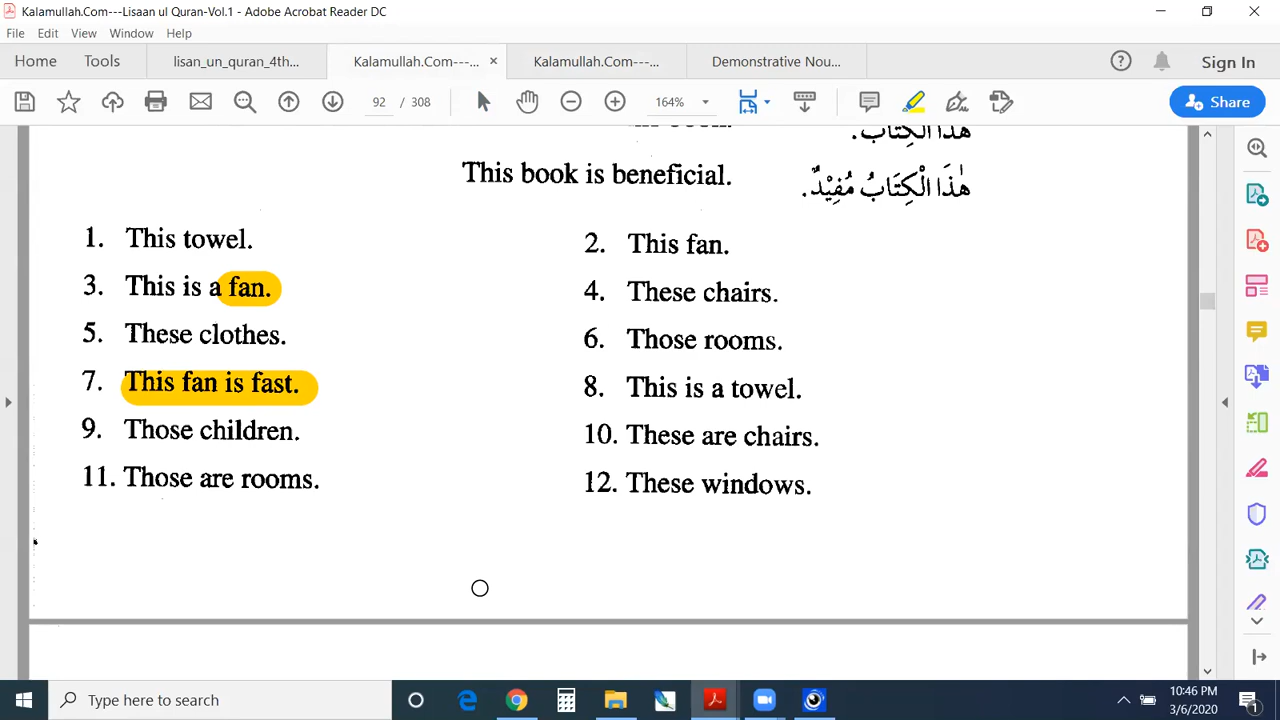 Kalamullah.Com---Lisaan ul Quran-Vol.1 - Adobe Acrobat Reader DC
File Edit View Window Help
Home Tools lisan_un_quran_4th... Kalamullah.Com---... × Kalamullah.Com---... Demonstrative Nou... Sign In
92 / 308 164% Share
هٰذَا الْكِتَابُ.
This book is beneficial. هٰذَا الْكِتَابُ مُفِيْدٌ.
1. This towel. 2. This fan.
3. This is a fan. 4. These chairs.
5. These clothes. 6. Those rooms.
7. This fan is fast. 8. This is a towel.
9. Those children. 10. These are chairs.
11. Those are rooms. 12. These windows.
Type here to search
10:46 PM
3/6/2020
1